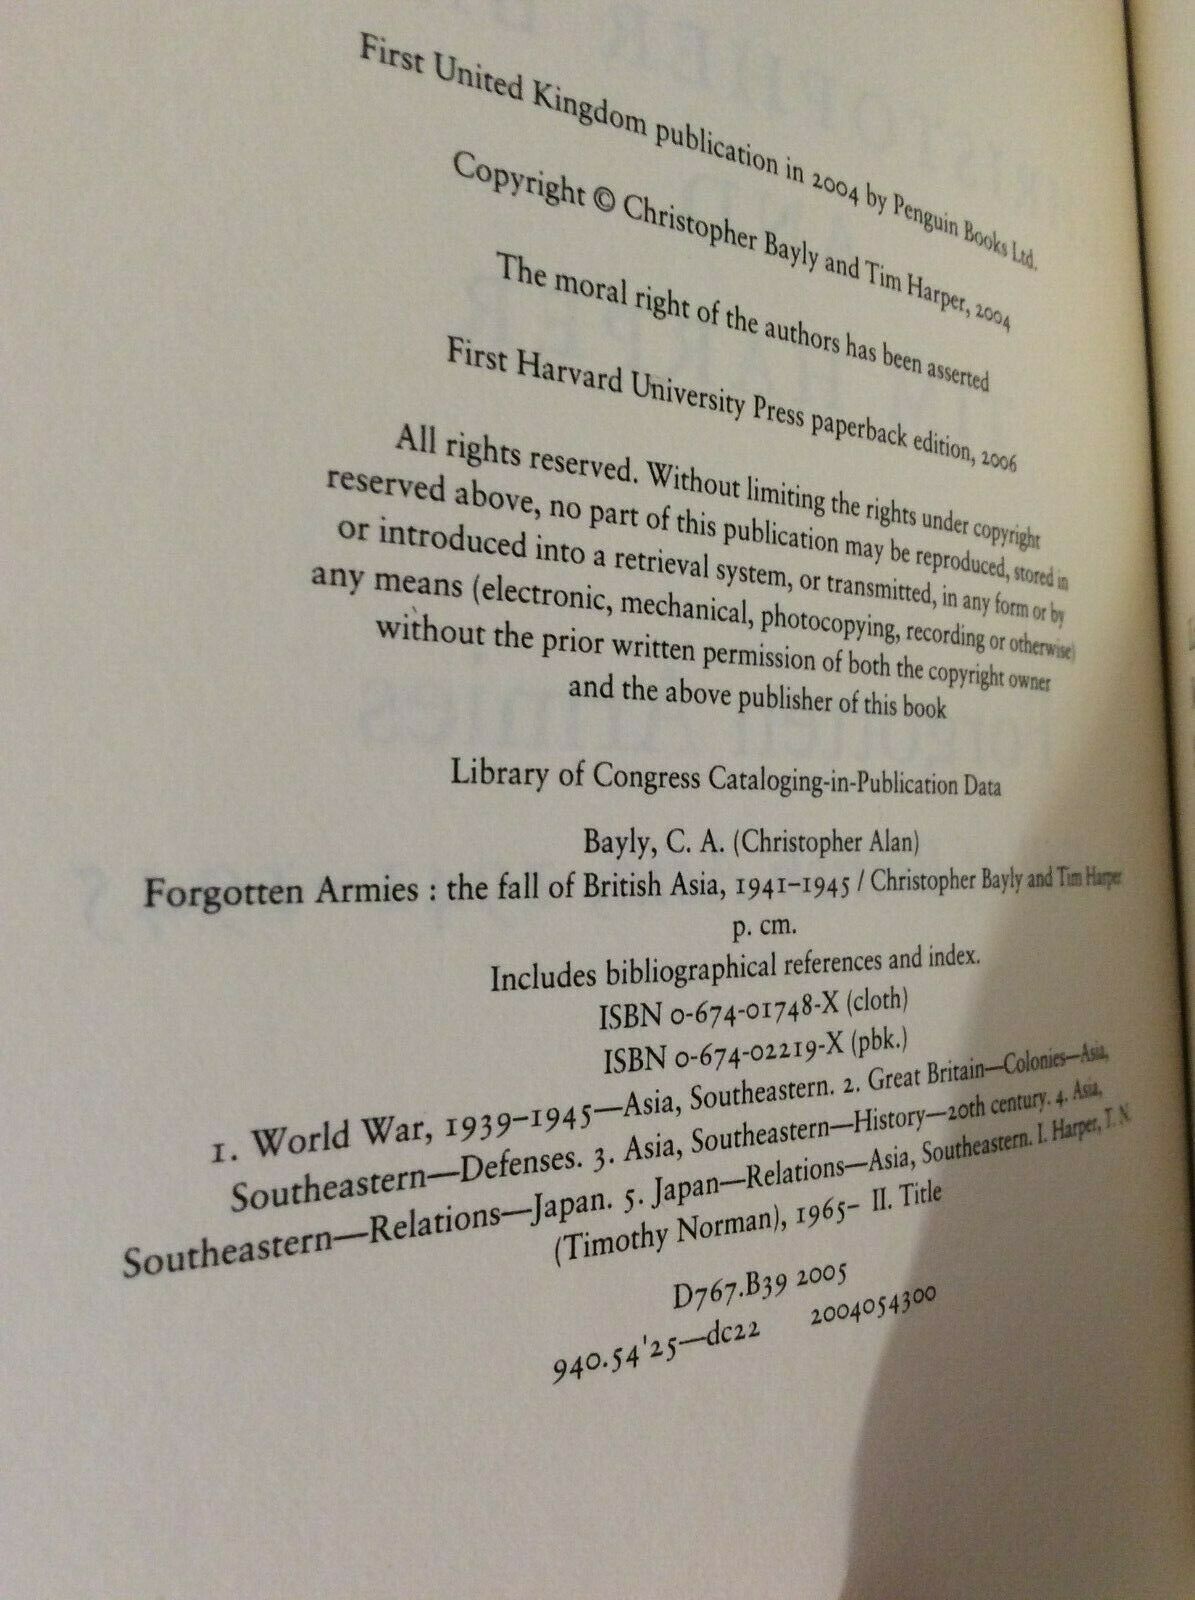 First United Kingdom publication in 2004 by Penguin Books Ltd.
Copyright © Christopher Bayly and Tim Harper, 2004
The moral right of the authors has been asserted
First Harvard University Press paperback edition, 2006
All rights reserved. Without limiting the rights under copyright
reserved above, no part of this publication may be reproduced, stored in
or introduced into a retrieval system, or transmitted, in any form or by
any means (electronic, mechanical, photocopying, recording or otherwise)
without the prior written permission of both the copyright owner
and the above publisher of this book
Library of Congress Cataloging-in-Publication Data
Bayly, C. A. (Christopher Alan)
Forgotten Armies : the fall of British Asia, 1941–1945 / Christopher Bayly and Tim Harper
p. cm.
Includes bibliographical references and index.
ISBN 0-674-01748-X (cloth)
ISBN 0-674-02219-X (pbk.)
1. World War, 1939–1945—Asia, Southeastern. 2. Great Britain—Colonies—Asia,
Southeastern—Defenses. 3. Asia, Southeastern—History—20th century. 4. Asia,
Southeastern—Relations—Japan. 5. Japan—Relations—Asia, Southeastern. I. Harper, T. N.
(Timothy Norman), 1965– II. Title
D767.B39 2005
940.54'25—dc22 2004054300